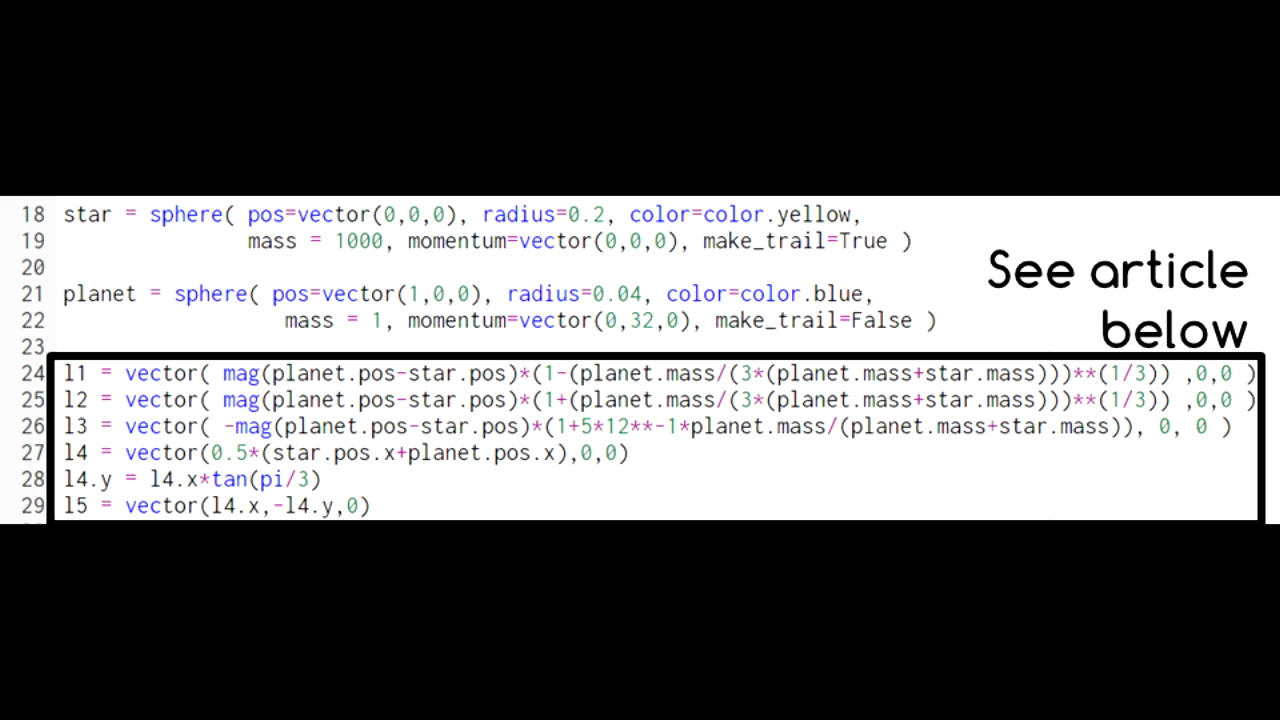 18 star = sphere( pos=vector(0,0,0), radius=0.2, color=color.yellow,
19 mass = 1000, momentum=vector(0,0,0), make_trail=True )
20
21 planet = sphere( pos=vector(1,0,0), radius=0.04, color=color.blue,
22 mass = 1, momentum=vector(0,32,0), make_trail=False )
23
See article
below
24 l1 = vector( mag(planet.pos-star.pos)*(1-(planet.mass/(3*(planet.mass+star.mass)))**(1/3)) ,0,0 )
25 l2 = vector( mag(planet.pos-star.pos)*(1+(planet.mass/(3*(planet.mass+star.mass)))**(1/3)) ,0,0 )
26 l3 = vector( -mag(planet.pos-star.pos)*(1+5*12**-1*planet.mass/(planet.mass+star.mass)), 0, 0 )
27 l4 = vector(0.5*(star.pos.x+planet.pos.x),0,0)
28 l4.y = l4.x*tan(pi/3)
29 l5 = vector(l4.x,-l4.y,0)